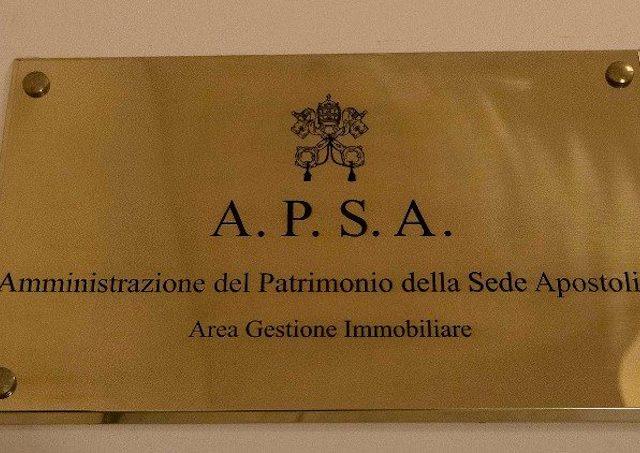 A. P. S. A.
Amministrazione del Patrimonio della Sede Apostoli
Area Gestione Immobiliare